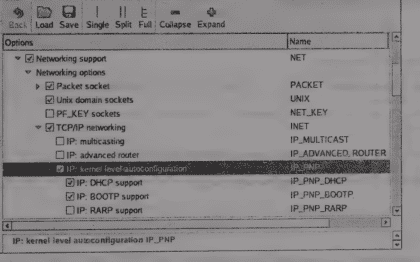 Back Load Save Single Split Full Collapse Expand
Options Name
Networking support NET
Networking options
Packet socket PACKET
Unix domain sockets UNIX
PF_KEY sockets NET_KEY
TCP/IP networking INET
IP: multicasting IP_MULTICAST
IP: advanced router IP_ADVANCED_ROUTER
IP: kernel level autoconfiguration IP_PNP
IP: DHCP support IP_PNP_DHCP
IP: BOOTP support IP_PNP_BOOTP
IP: RARP support IP_PNP_RARP
IP: kernel level autoconfiguration IP_PNP